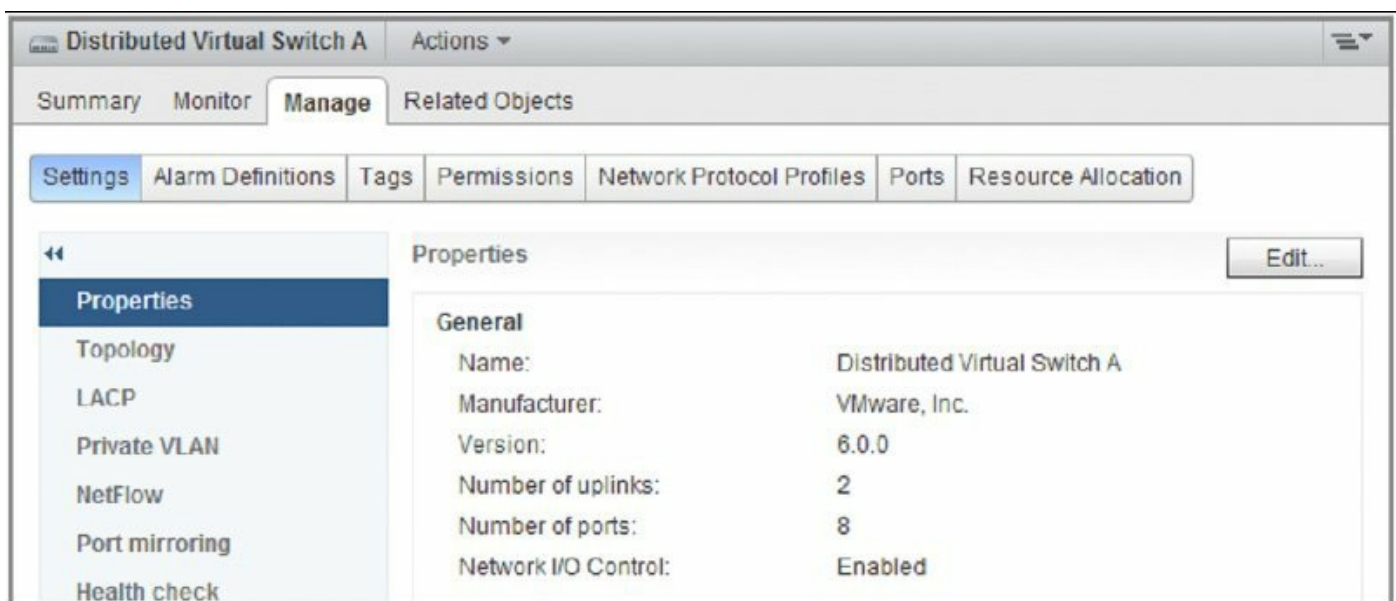 Distributed Virtual Switch A Actions
Summary Monitor Manage Related Objects
Settings Alarm Definitions Tags Permissions Network Protocol Profiles Ports Resource Allocation
Properties Edit...
Properties
General
Topology
Name: Distributed Virtual Switch A
LACP
Manufacturer: VMware, Inc.
Private VLAN
Version: 6.0.0
NetFlow
Number of uplinks: 2
Port mirroring
Number of ports: 8
Network I/O Control: Enabled
Health check